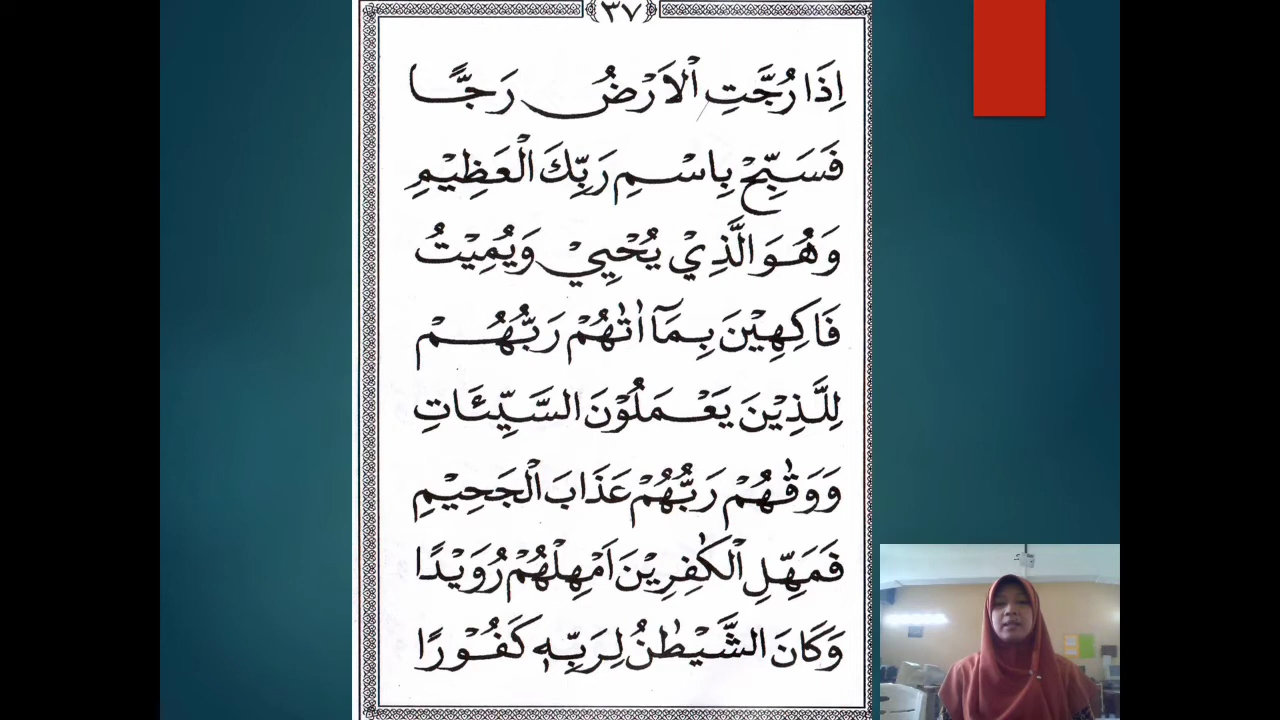 ٣٧
اِذَا رُجَّتِ الْاَرْضُ رَجًّا
فَسَبِّحْ بِاسْمِ رَبِّكَ الْعَظِيْمِ
وَهُوَ الَّذِيْ يُحْيِيْ وَيُمِيْتُ
فَاكِهِيْنَ بِمَآ اٰتٰهُمْ رَبُّهُمْ
لِلَّذِيْنَ يَعْمَلُوْنَ السَّيِّئَاتِ
وَوَقٰهُمْ رَبُّهُمْ عَذَابَ الْجَحِيْمِ
فَمَهِّلِ الْكٰفِرِيْنَ اَمْهِلْهُمْ رُوَيْدًا
وَكَانَ الشَّيْطٰنُ لِرَبِّهٖ كَفُوْرًا